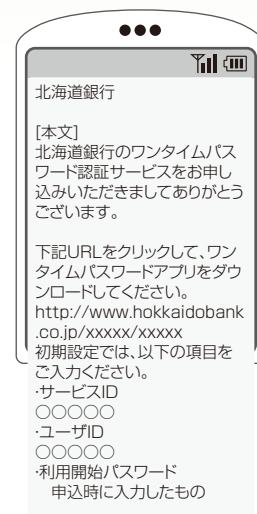 北海道銀行
[本文]
北海道銀行のワンタイムパス
ワード認証サービスをお申し
込みいただきましてありがとう
ございます。
下記URLをクリックして、ワン
タイムパスワードアプリをダウ
ンロードしてください。
http://www.hokkaidobank
.co.jp/xxxxx/xxxxx
初期設定では、以下の項目を
ご入力ください。
・サービスID
○○○○○
・ユーザID
○○○○○
・利用開始パスワード
申込時に入力したもの